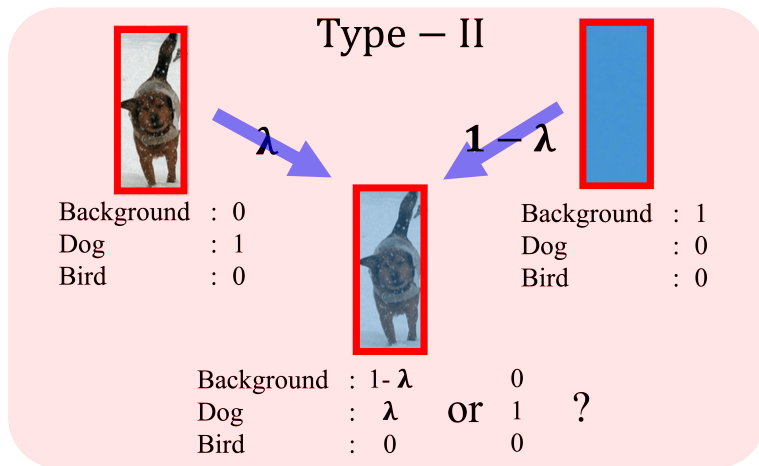 Type − II
λ
1 − λ
Background : 0
Dog : 1
Bird : 0
Background : 1
Dog : 0
Bird : 0
Background : 1- λ 0
Dog : λ or 1 ?
Bird : 0 0